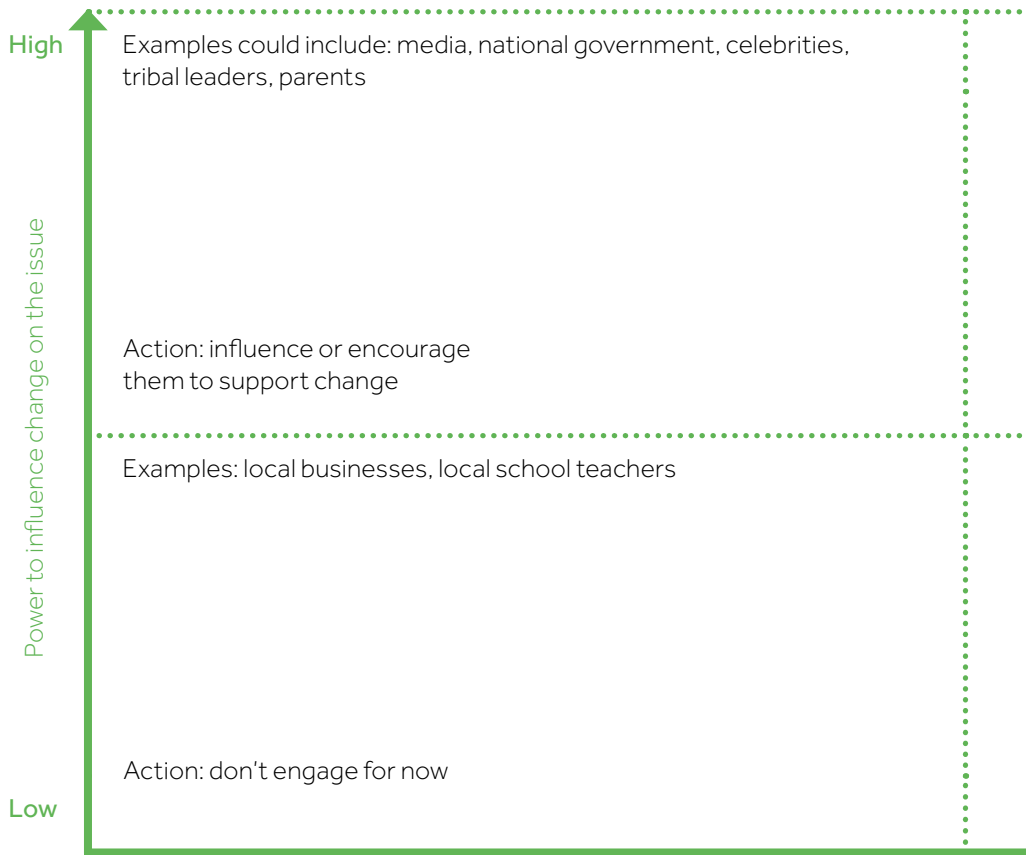 High
Examples could include: media, national government, celebrities,
tribal leaders, parents
Power to influence change on the issue
Action: influence or encourage
them to support change
Examples: local businesses, local school teachers
Action: don't engage for now
Low